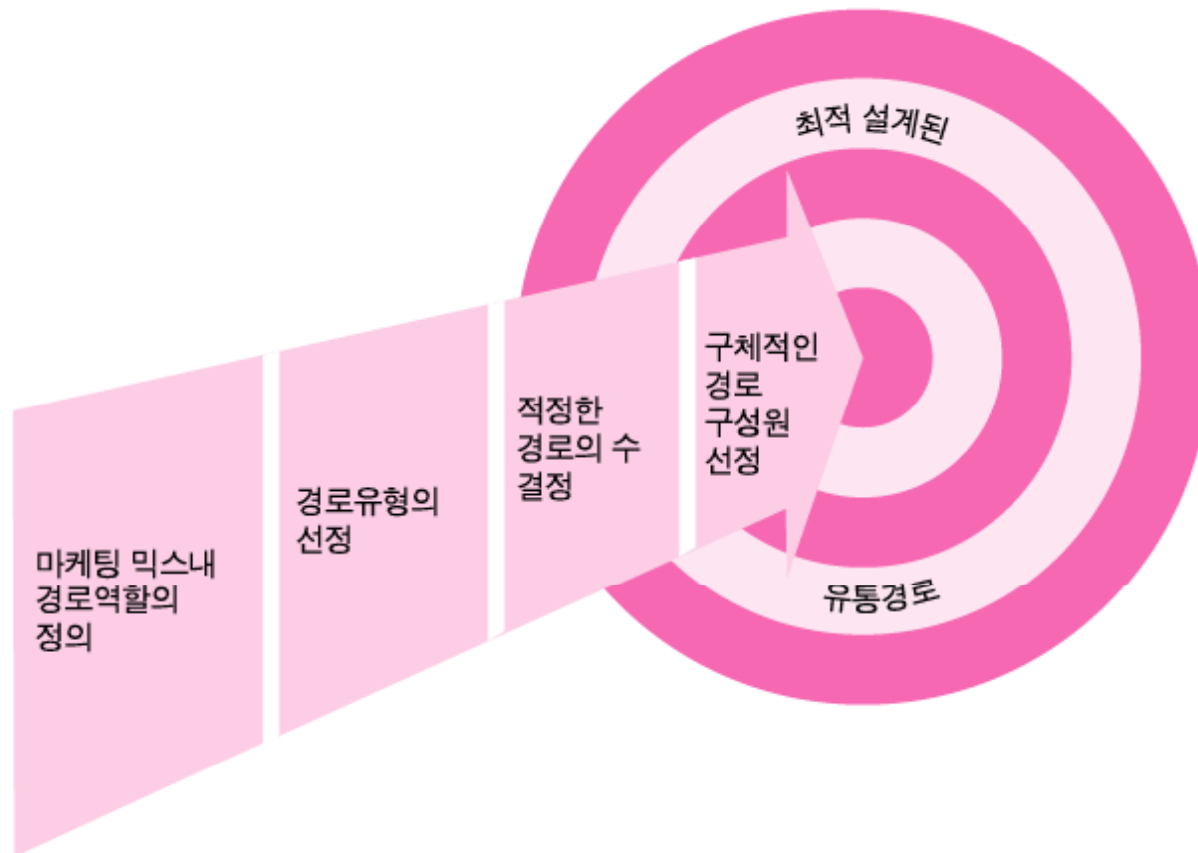 마케팅 믹스내
경로역할의
정의
경로유형의
선정
적정한
경로의 수
결정
구체적인
경로
구성원
선정
최적 설계된
유통경로